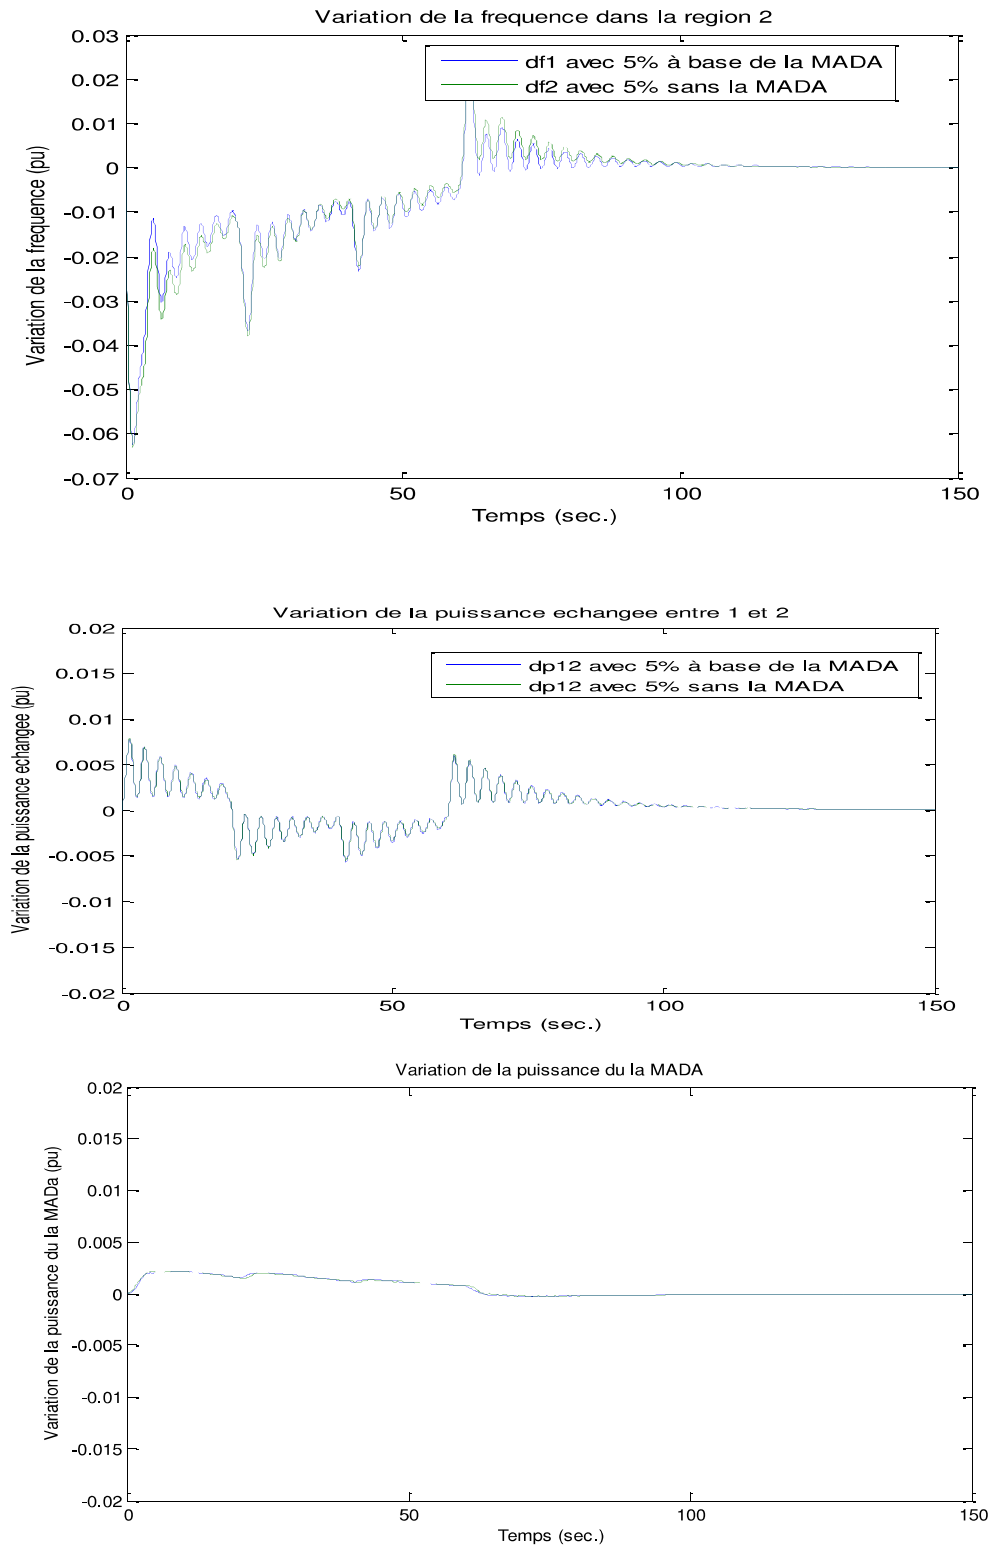 Variation de la frequence dans la region 2
0.03
0.02
0.01
0
-0.01
-0.02
-0.03
-0.04
-0.05
-0.06
-0.07
Variation de la frequence (pu)
df1 avec 5% à base de la MADA
df2 avec 5% sans la MADA
0 50 100 150
Temps (sec.)
Variation de la puissance echangee entre 1 et 2
0.02
0.015
0.01
0.005
0
-0.005
-0.01
-0.015
-0.02
Variation de la puissance echangee (pu)
dp12 avec 5% à base de la MADA
dp12 avec 5% sans la MADA
0 50 100 150
Temps (sec.)
Variation de la puissance du la MADA
0.02
0.015
0.01
0.005
0
-0.005
-0.01
-0.015
-0.02
Variation de la puissance du la MADa (pu)
0 50 100 150
Temps (sec.)